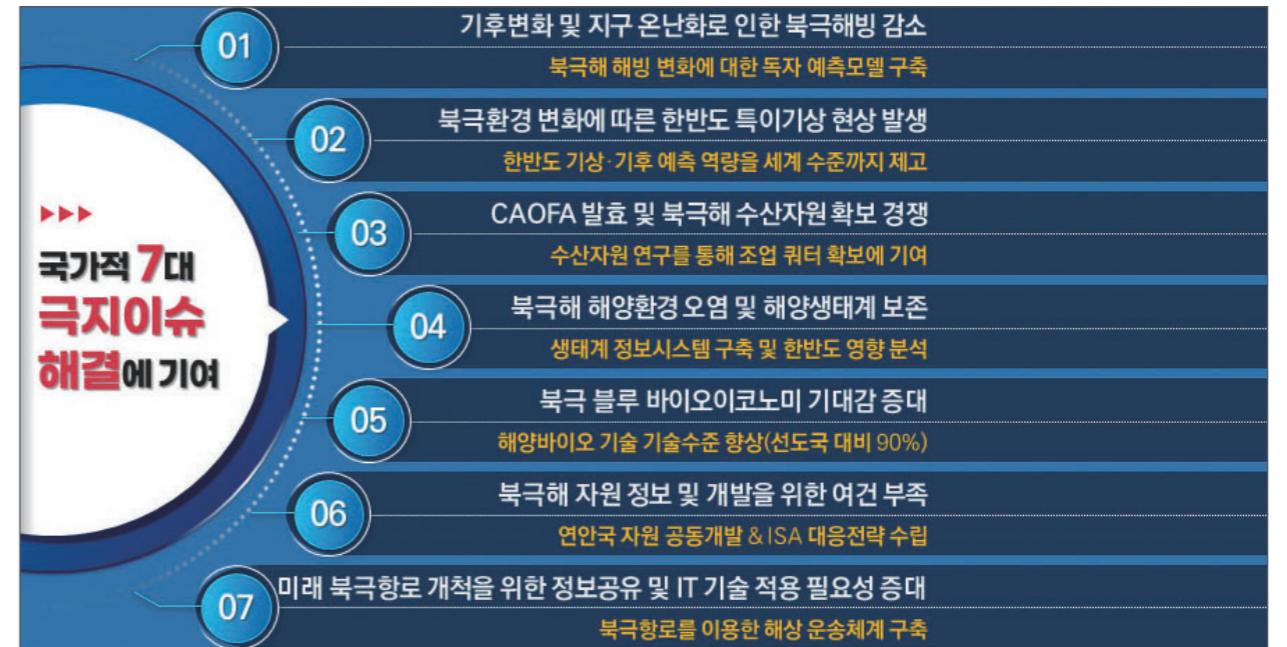 ▶▶▶
국가적 7대
극지이슈
해결에 기여
01
기후변화 및 지구 온난화로 인한 북극해빙 감소
북극해 해빙 변화에 대한 독자 예측모델 구축
02
북극환경 변화에 따른 한반도 특이기상 현상 발생
한반도 기상·기후 예측 역량을 세계 수준까지 제고
03
CAOFA 발효 및 북극해 수산자원 확보 경쟁
수산자원 연구를 통해 조업 쿼터 확보에 기여
04
북극해 해양환경 오염 및 해양생태계 보존
생태계 정보시스템 구축 및 한반도 영향 분석
05
북극 블루 바이오이코노미 기대감 증대
해양바이오 기술 기술수준 향상(선도국 대비 90%)
06
북극해 자원 정보 및 개발을 위한 여건 부족
연안국 자원 공동개발 & ISA 대응전략 수립
07
미래 북극항로 개척을 위한 정보공유 및 IT 기술 적용 필요성 증대
북극항로를 이용한 해상 운송체계 구축